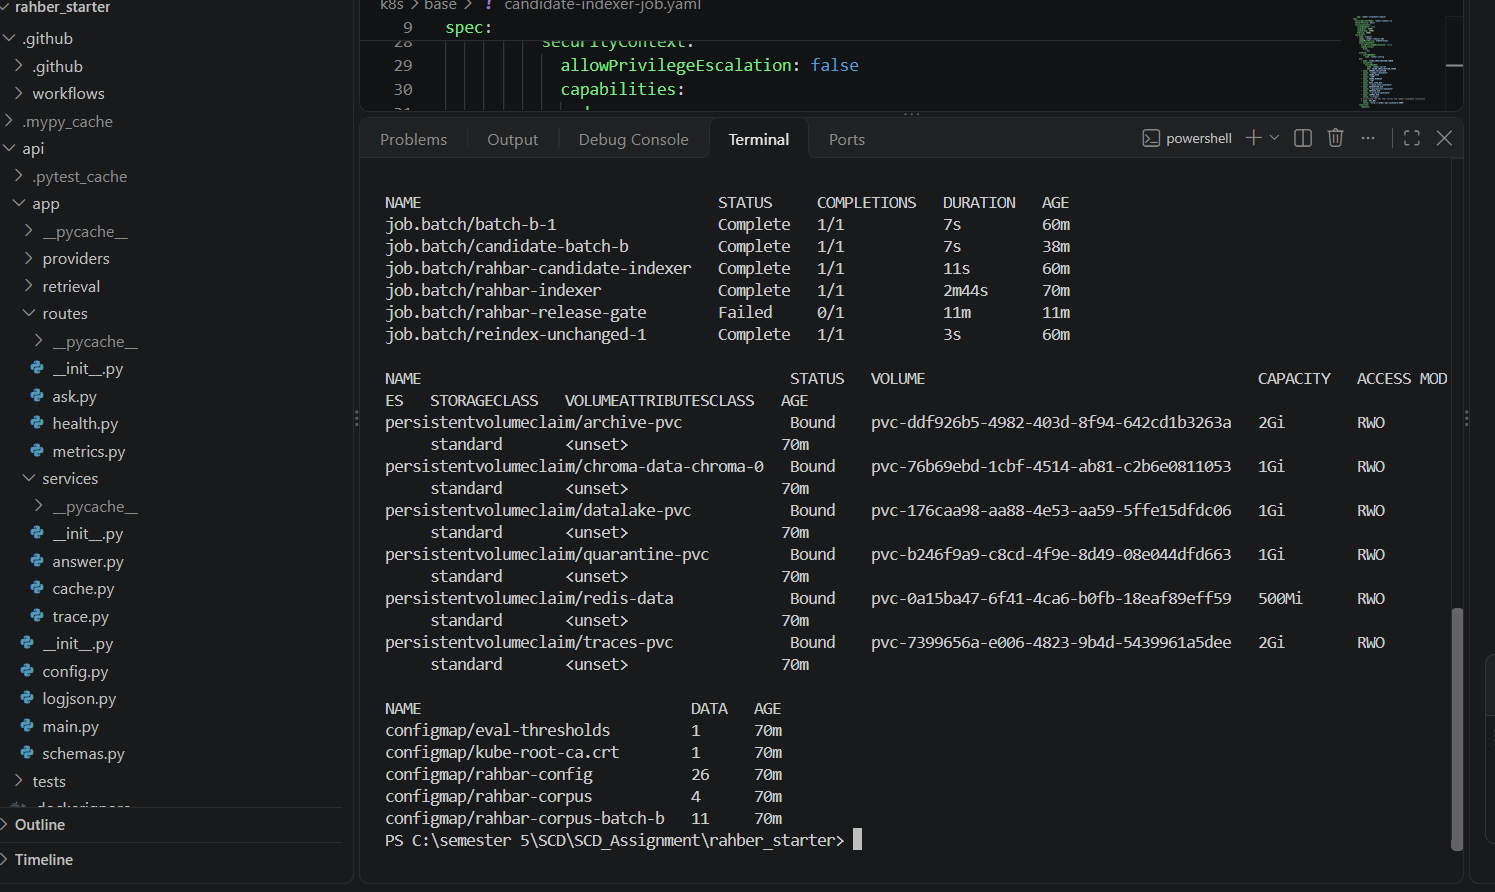 rahber_starter
.github
.github
workflows
.mypy_cache
api
.pytest_cache
app
__pycache__
providers
retrieval
routes
__pycache__
__init__.py
ask.py
health.py
metrics.py
services
__pycache__
__init__.py
answer.py
cache.py
trace.py
__init__.py
config.py
logjson.py
main.py
schemas.py
tests
Outline
Timeline
k8s > base > ! candidate-indexer-job.yaml
9 spec:
28 securityContext:
29 allowPrivilegeEscalation: false
30 capabilities:
Problems Output Debug Console Terminal Ports powershell
NAME STATUS COMPLETIONS DURATION AGE
job.batch/batch-b-1 Complete 1/1 7s 60m
job.batch/candidate-batch-b Complete 1/1 7s 38m
job.batch/rahbar-candidate-indexer Complete 1/1 11s 60m
job.batch/rahbar-indexer Complete 1/1 2m44s 70m
job.batch/rahbar-release-gate Failed 0/1 11m 11m
job.batch/reindex-unchanged-1 Complete 1/1 3s 60m
NAME STATUS VOLUME CAPACITY ACCESS MOD
ES STORAGECLASS VOLUMEATTRIBUTESCLASS AGE
persistentvolumeclaim/archive-pvc Bound pvc-ddf926b5-4982-403d-8f94-642cd1b3263a 2Gi RWO
standard <unset> 70m
persistentvolumeclaim/chroma-data-chroma-0 Bound pvc-76b69ebd-1cbf-4514-ab81-c2b6e0811053 1Gi RWO
standard <unset> 70m
persistentvolumeclaim/datalake-pvc Bound pvc-176caa98-aa88-4e53-aa59-5ffe15dfdc06 1Gi RWO
standard <unset> 70m
persistentvolumeclaim/quarantine-pvc Bound pvc-b246f9a9-c8cd-4f9e-8d49-08e044dfd663 1Gi RWO
standard <unset> 70m
persistentvolumeclaim/redis-data Bound pvc-0a15ba47-6f41-4ca6-b0fb-18eaf89eff59 500Mi RWO
standard <unset> 70m
persistentvolumeclaim/traces-pvc Bound pvc-7399656a-e006-4823-9b4d-5439961a5dee 2Gi RWO
standard <unset> 70m
NAME DATA AGE
configmap/eval-thresholds 1 70m
configmap/kube-root-ca.crt 1 70m
configmap/rahbar-config 26 70m
configmap/rahbar-corpus 4 70m
configmap/rahbar-corpus-batch-b 11 70m
PS C:\semester 5\SCD\SCD_Assignment\rahber_starter>